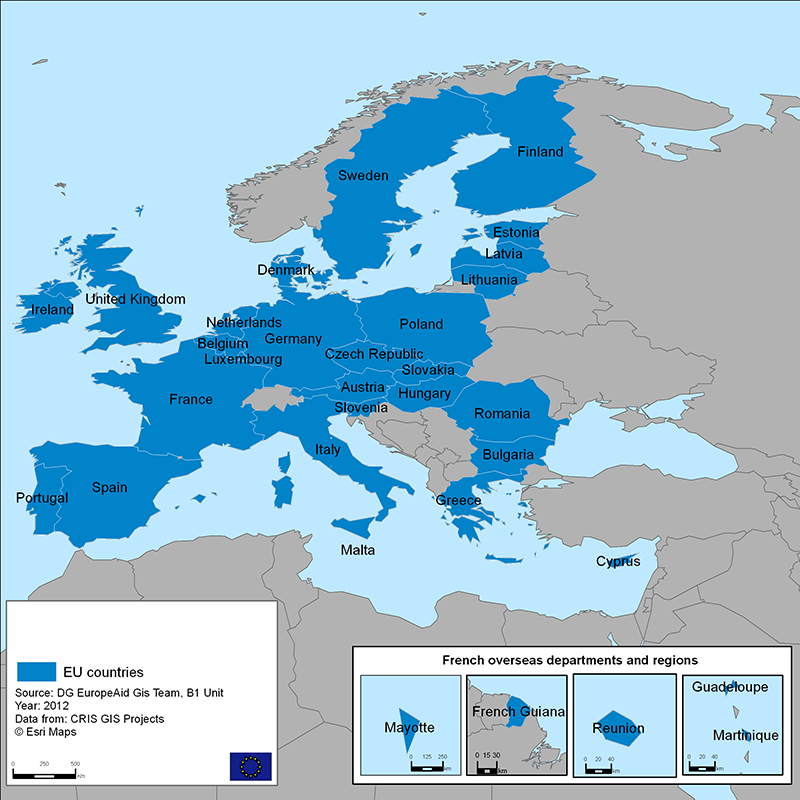 Finland
Sweden
Estonia
Latvia
Denmark
Lithuania
United Kingdom
Ireland
Netherlands
Poland
Germany
Belgium
Czech Republic
Luxembourg
Slovakia
Austria
Hungary
France
Slovenia
Romania
Italy
Bulgaria
Spain
Portugal
Greece
Malta
Cyprus
EU countries
Source: DG EuropeAid Gis Team, B1 Unit
Year: 2012
Data from: CRIS GIS Projects
© Esri Maps
0 250 500
Km
French overseas departments and regions
Mayotte
0 125 250
Km
French Guiana
0 15 30
Km
Reunion
0 20 40
Km
Guadeloupe
Martinique
0 20 40
Km